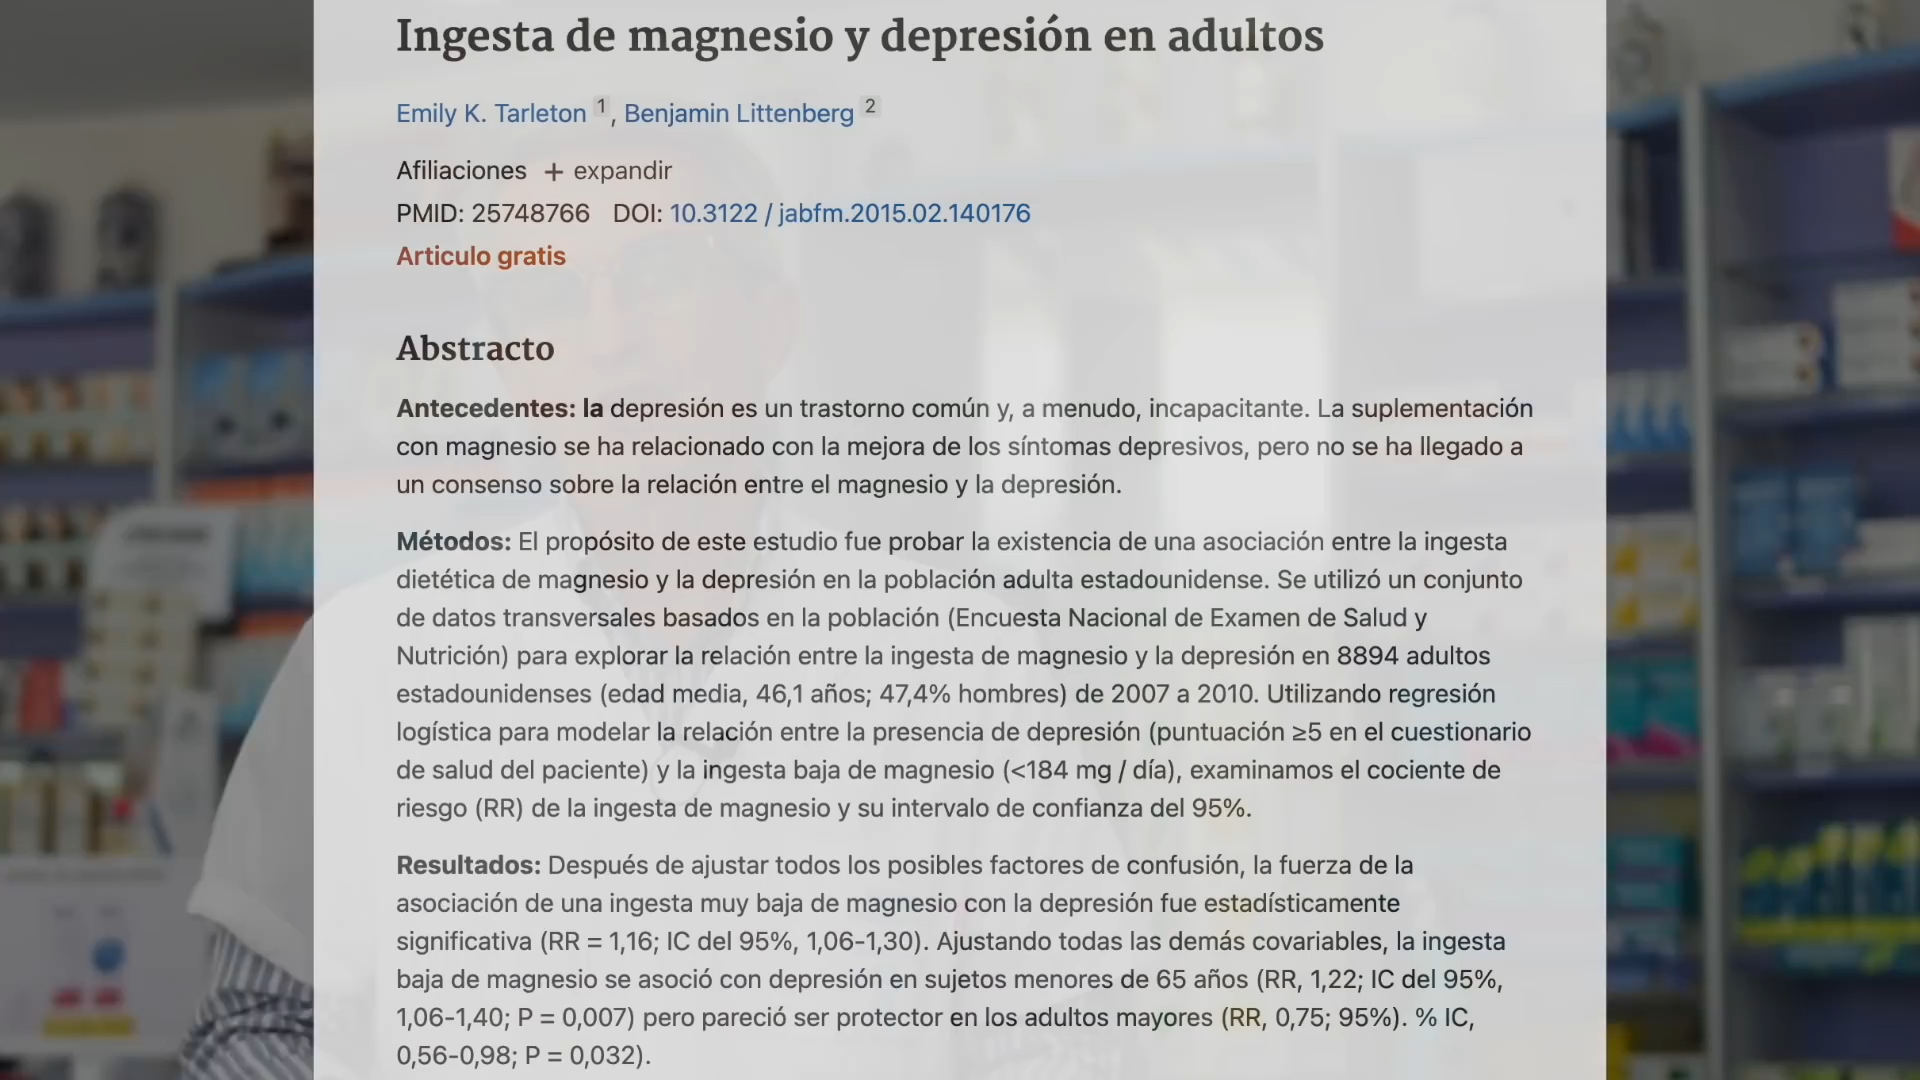 Ingesta de magnesio y depresión en adultos
Emily K. Tarleton 1, Benjamin Littenberg 2
Afiliaciones + expandir
PMID: 25748766 DOI: 10.3122 / jabfm.2015.02.140176
Articulo gratis
Abstracto
Antecedentes: la depresión es un trastorno común y, a menudo, incapacitante. La suplementación
con magnesio se ha relacionado con la mejora de los síntomas depresivos, pero no se ha llegado a
un consenso sobre la relación entre el magnesio y la depresión.
Métodos: El propósito de este estudio fue probar la existencia de una asociación entre la ingesta
dietética de magnesio y la depresión en la población adulta estadounidense. Se utilizó un conjunto
de datos transversales basados en la población (Encuesta Nacional de Examen de Salud y
Nutrición) para explorar la relación entre la ingesta de magnesio y la depresión en 8894 adultos
estadounidenses (edad media, 46,1 años; 47,4% hombres) de 2007 a 2010. Utilizando regresión
logística para modelar la relación entre la presencia de depresión (puntuación ≥5 en el cuestionario
de salud del paciente) y la ingesta baja de magnesio (<184 mg / día), examinamos el cociente de
riesgo (RR) de la ingesta de magnesio y su intervalo de confianza del 95%.
Resultados: Después de ajustar todos los posibles factores de confusión, la fuerza de la
asociación de una ingesta muy baja de magnesio con la depresión fue estadísticamente
significativa (RR = 1,16; IC del 95%, 1,06-1,30). Ajustando todas las demás covariables, la ingesta
baja de magnesio se asoció con depresión en sujetos menores de 65 años (RR, 1,22; IC del 95%,
1,06-1,40; P = 0,007) pero pareció ser protector en los adultos mayores (RR, 0,75; 95%). % IC,
0,56-0,98; P = 0,032).